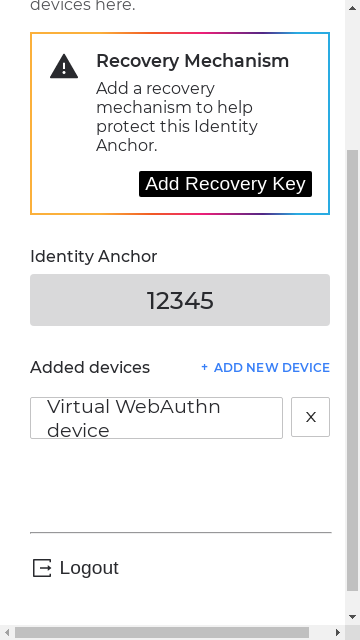 devices here.
Recovery Mechanism
Add a recovery
mechanism to help
protect this Identity
Anchor.
Add Recovery Key
Identity Anchor
12345
Added devices
+ ADD NEW DEVICE
Virtual WebAuthn
device
X
Logout